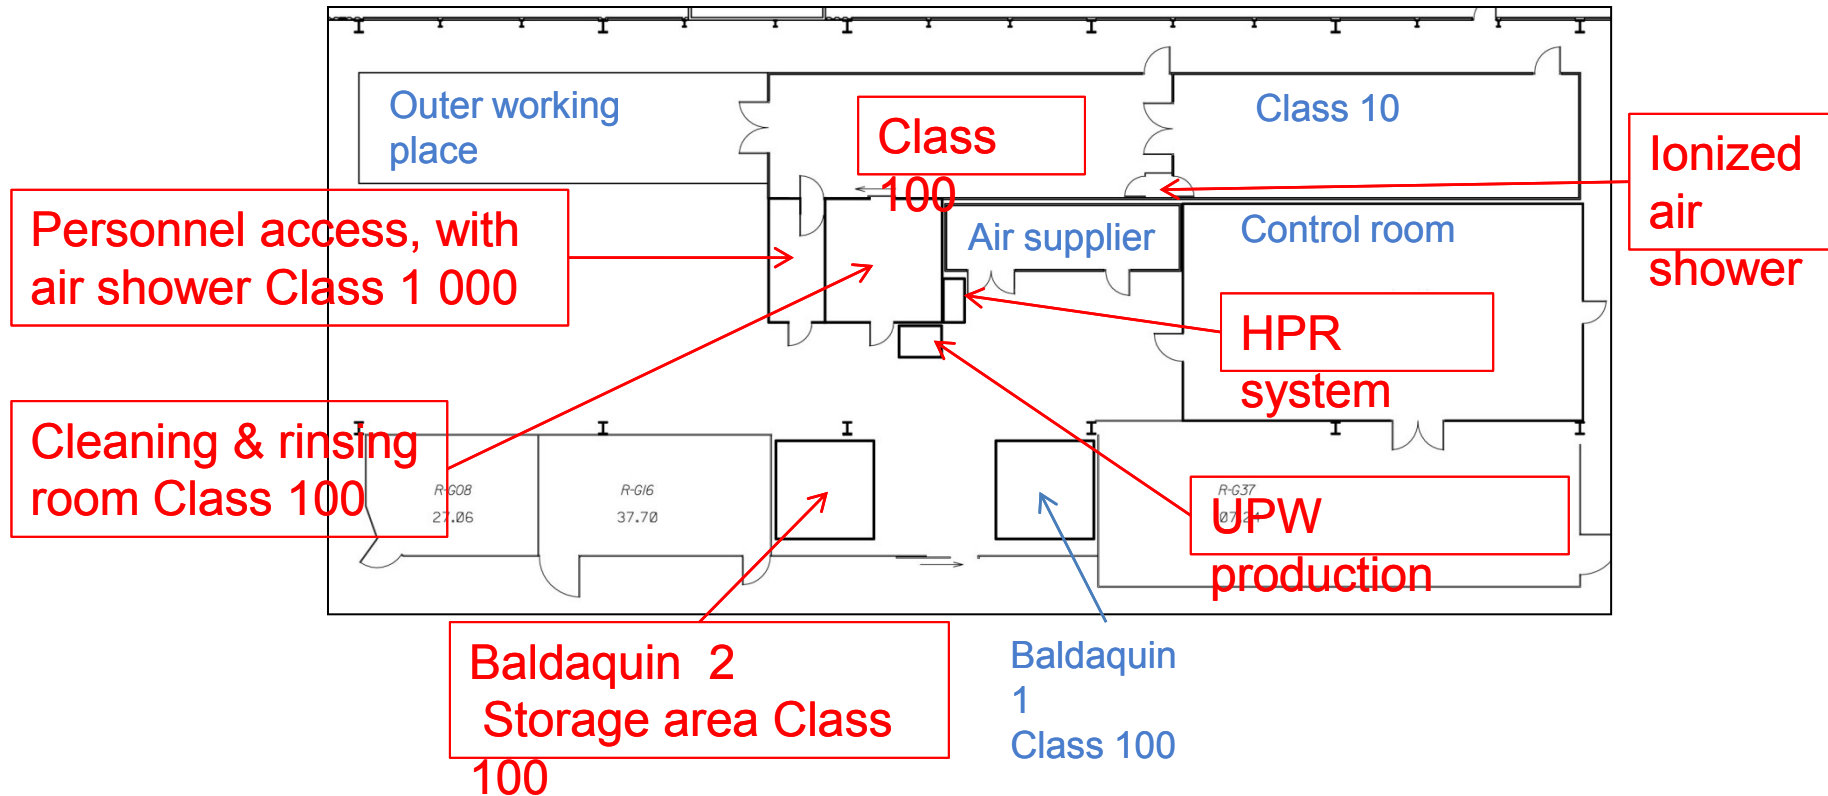 Outer working
place
Class
100
Class 10
Ionized
air
shower
Personnel access, with
air shower Class 1 000
Air supplier
Control room
HPR
system
Cleaning & rinsing
room Class 100
R-G08
27.06
R-G16
37.70
R-G37
UPW
production
Baldaquin  2
Storage area Class
100
Baldaquin
1
Class 100